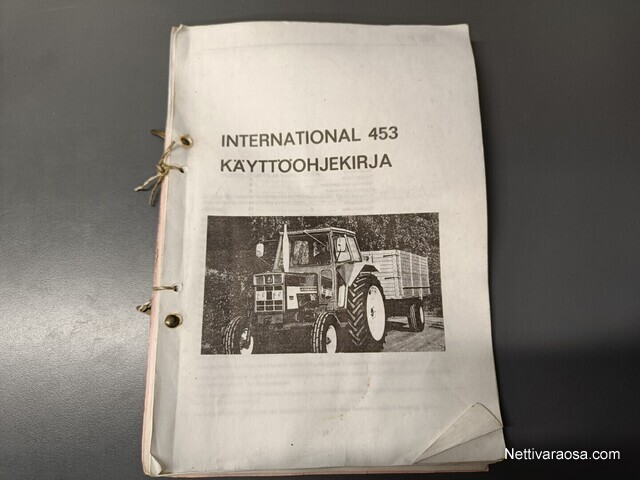 INTERNATIONAL 453
KÄYTTÖOHJEKIRJA
Nettivaraosa.com